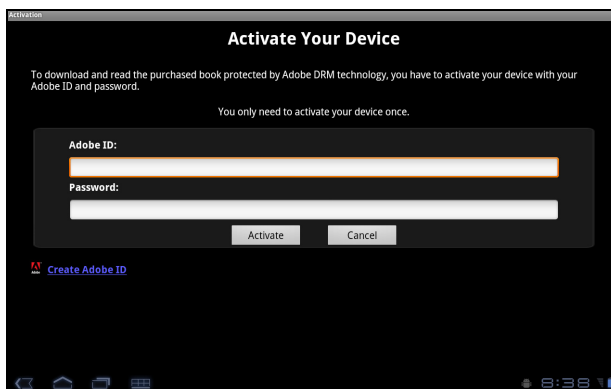 Activation
Activate Your Device
To download and read the purchased book protected by Adobe DRM technology, you have to activate your device with your
Adobe ID and password.
You only need to activate your device once.
Adobe ID:
Password:
Activate Cancel
Adobe Create Adobe ID
8:38